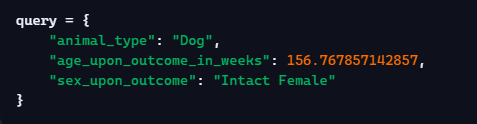 query = {
    "animal_type": "Dog",
    "age_upon_outcome_in_weeks": 156.767857142857,
    "sex_upon_outcome": "Intact Female"
}